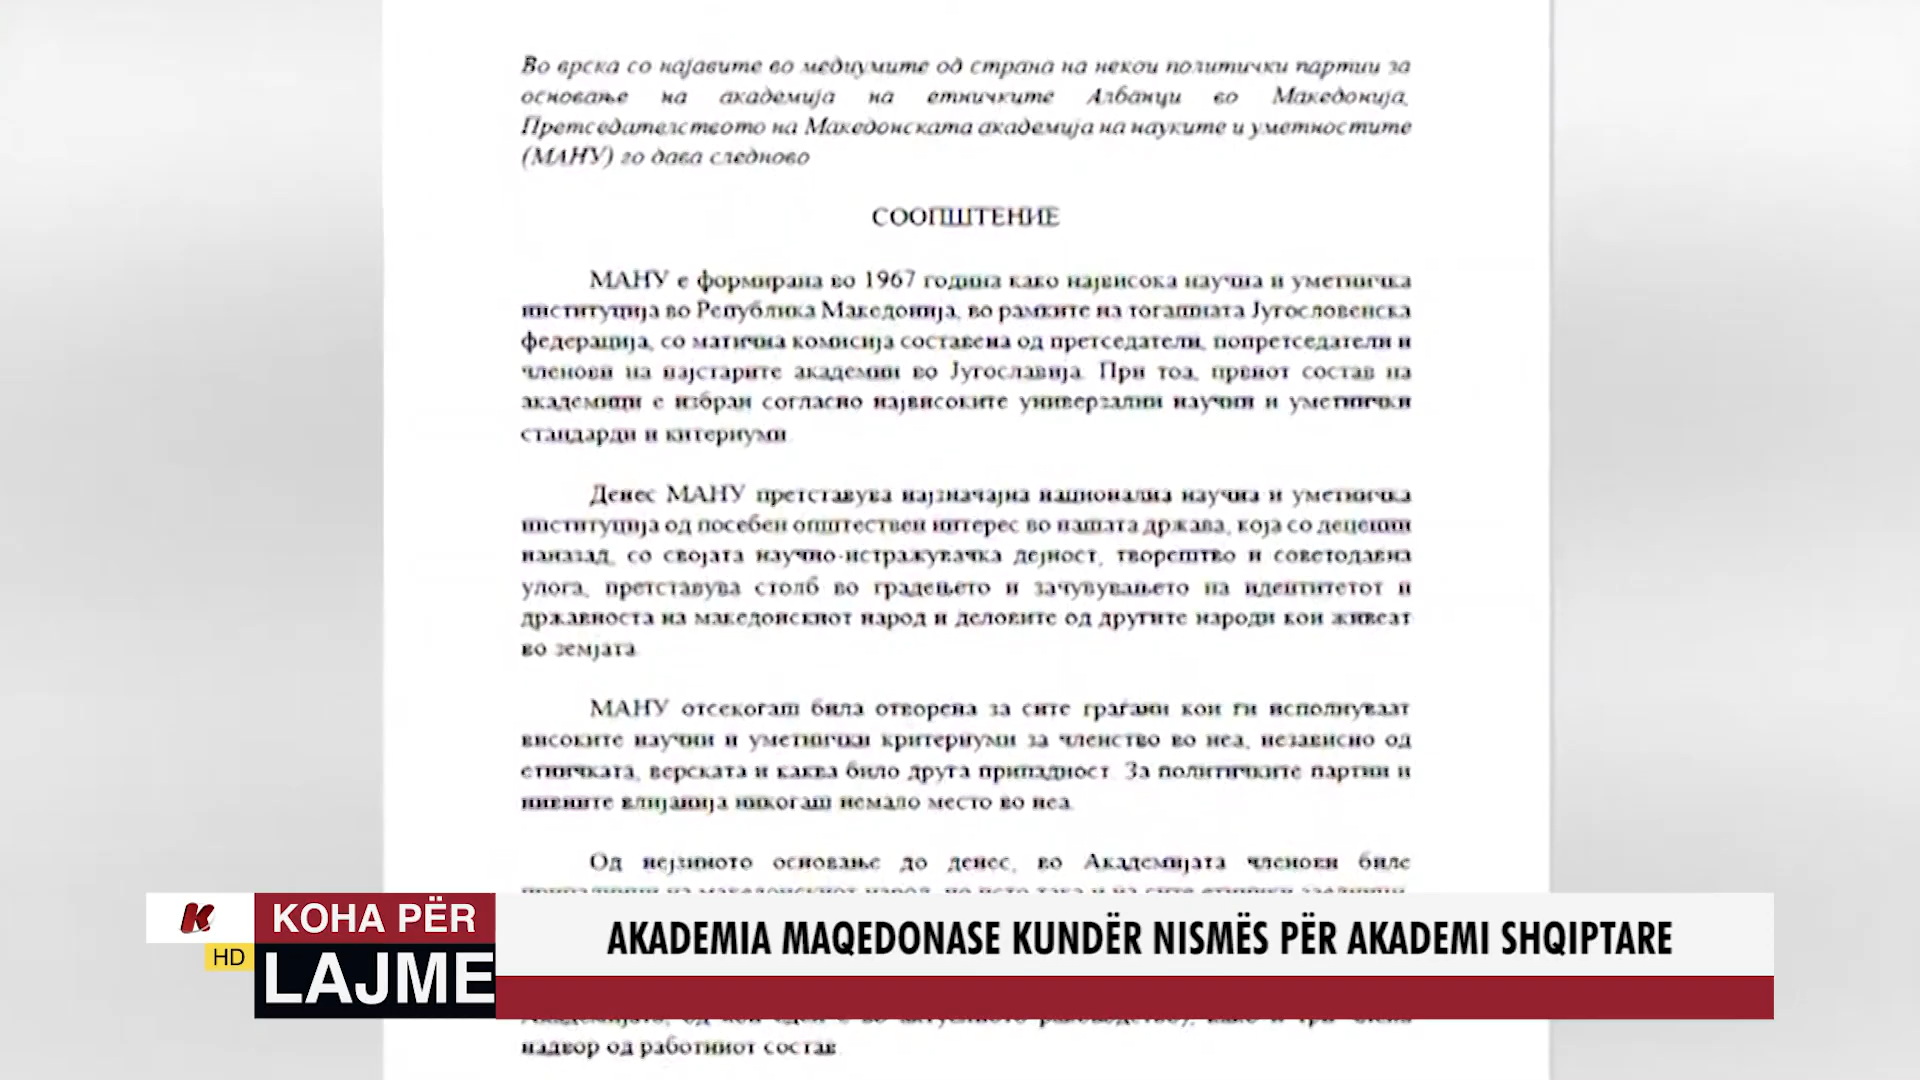 Во врска со најавите во медиумите од страна на некои политички партии за
основање на академија на етничките Албанци во Македонија,
Претседателството на Македонската академија на науките и уметностите
(МАНУ) го дава следново
СООПШТЕНИЕ
МАНУ е формирана во 1967 година како највисока научна и уметничка
институција во Република Македонија, во рамките на тогашната Југословенска
федерација, со матична комисија составена од претседатели, потпретседатели и
членови на најстарите академии во Југославија. При тоа, првиот состав на
академици е избран согласно највисоките универзални научни и уметнички
стандарди и китериуми.
Денес МАНУ претставува најзначајна национална научна и уметничка
институција од посебен општествен интерес во нашата држава, која со децении
наназад, со својата научно-истражувачка дејност, творештво и советодавна
улога, претставува столб во градењето и зачувувањето на идентитетот и
државноста на македонскиот народ и деловите од другите народи кои живеат
во земјата.
МАНУ отсекогаш била отворена за сите граѓани кои ги исполнуваат
високите научни и уметнички критериуми за членство во неа, независно од
етничката, верската и каква било друга припадност. За политичките партии и
нивните влијанија никогаш немало место во неа.
Од нејзиното основање до денес, во Академијата членови биле
надвор од работниот состав.
K
HD
KOHA PËR
LAJME
AKADEMIA MAQEDONASE KUNDËR NISMËS PËR AKADEMI SHQIPTARE